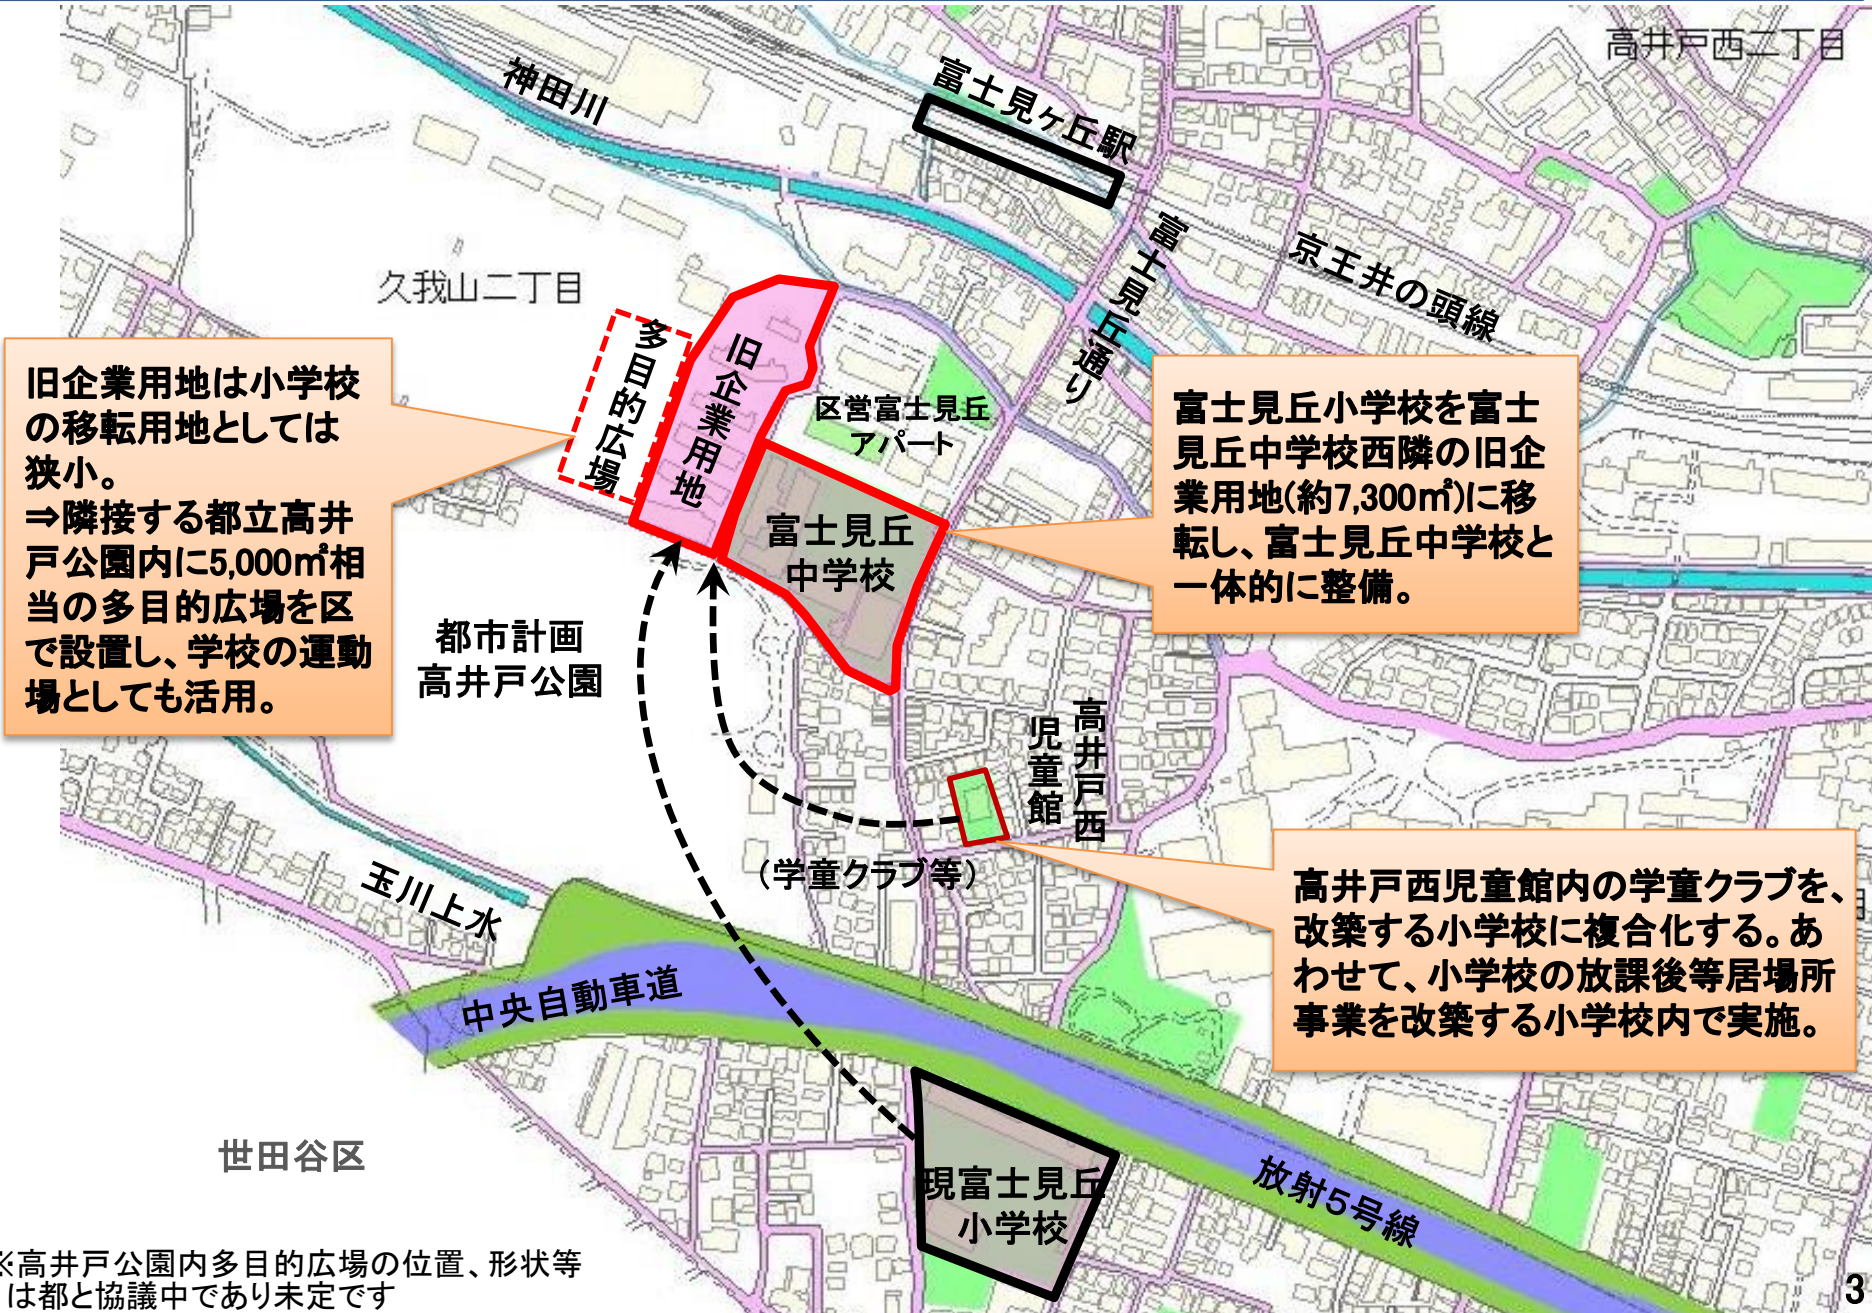 高井戸西二丁目
神田川
富士見ヶ丘駅
富士見丘通り
京王井の頭線
久我山二丁目
多目的広場
旧企業用地
区営富士見丘
アパート
旧企業用地は小学校
の移転用地としては
狭小。
⇒隣接する都立高井
戸公園内に5,000㎡相
当の多目的広場を区
で設置し、学校の運動
場としても活用。
富士見丘小学校を富士
見丘中学校西隣の旧企
業用地(約7,300㎡)に移
転し、富士見丘中学校と
一体的に整備。
富士見丘
中学校
都市計画
高井戸公園
高井戸西
児童館
(学童クラブ等)
玉川上水
高井戸西児童館内の学童クラブを、
改築する小学校に複合化する。あ
わせて、小学校の放課後等居場所
事業を改築する小学校内で実施。
中央自動車道
放射5号線
世田谷区
現富士見丘
小学校
※高井戸公園内多目的広場の位置、形状等
は都と協議中であり未定です
3